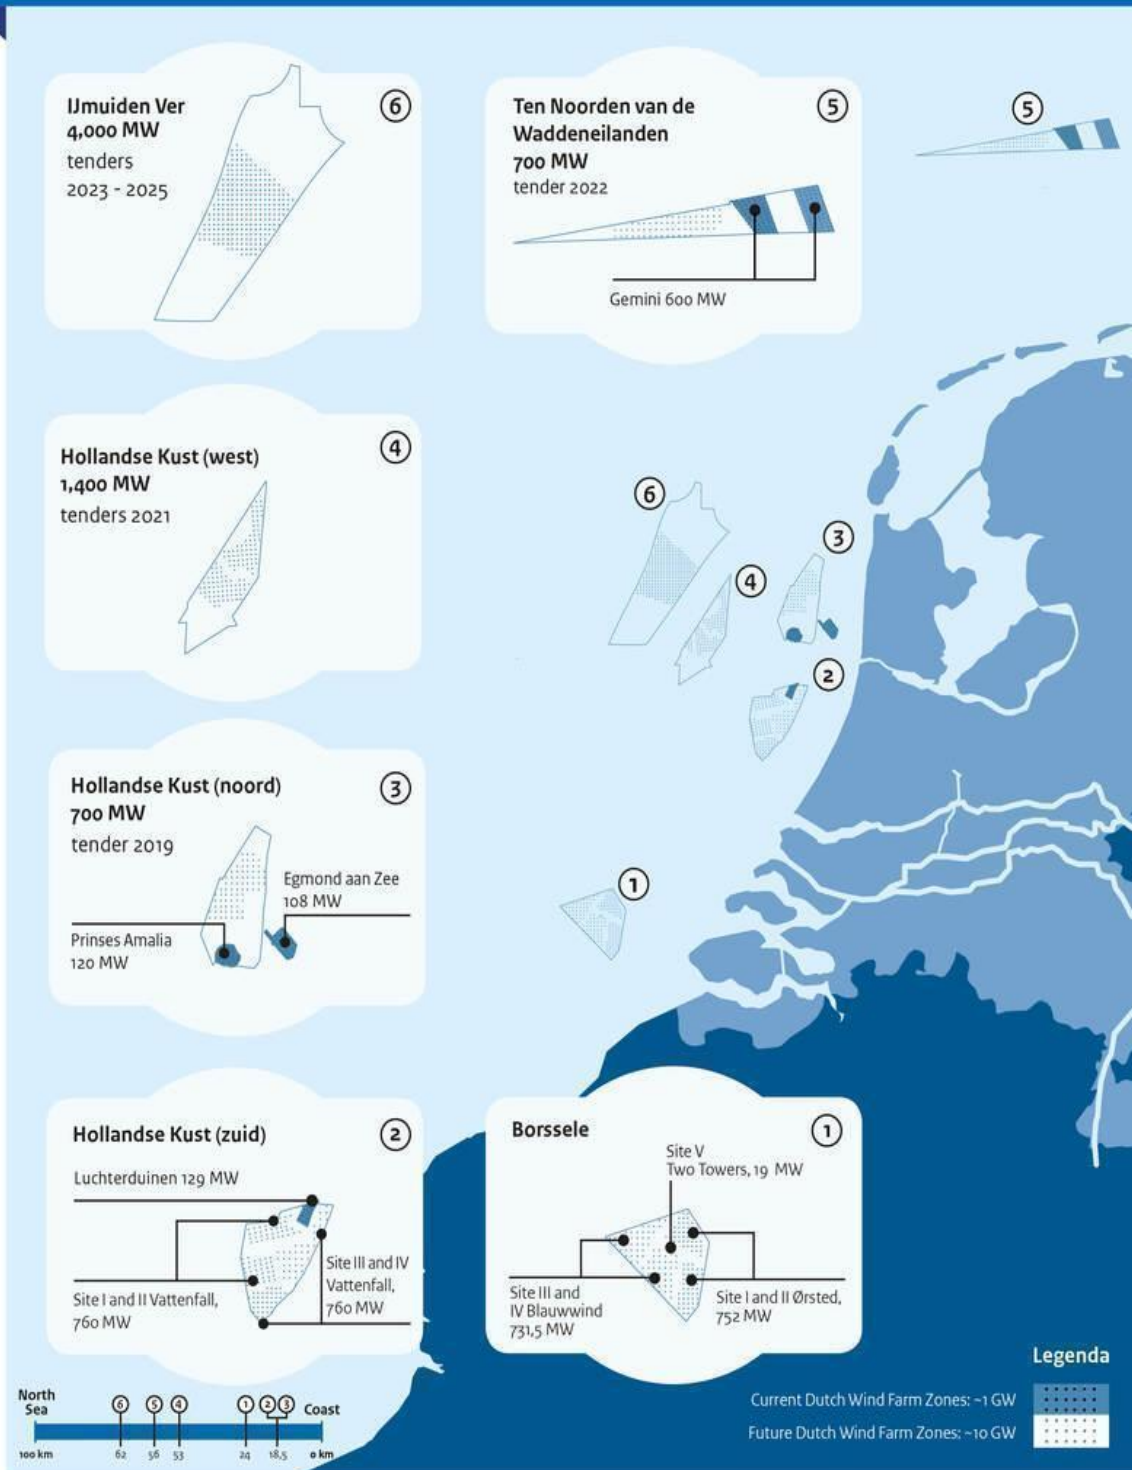 IJmuiden Ver
4,000 MW
tenders
2023 - 2025
6
Ten Noorden van de
Waddeneilanden
700 MW
tender 2022
5
Gemini 600 MW
5
Hollandse Kust (west)
1,400 MW
tenders 2021
4
6
3
4
2
1
Hollandse Kust (noord)
700 MW
tender 2019
3
Egmond aan Zee
108 MW
Prinses Amalia
120 MW
Hollandse Kust (zuid)
2
Luchterduinen 129 MW
Site III and IV
Vattenfall,
760 MW
Site I and II Vattenfall,
760 MW
Borssele
1
Site V
Two Towers, 19 MW
Site III and
IV Blauwwind
731,5 MW
Site I and II Ørsted,
752 MW
Legenda
Current Dutch Wind Farm Zones: ~1 GW
Future Dutch Wind Farm Zones: ~10 GW
North
Sea
6 5 4 1 2 3
Coast
100 km 62 56 53 24 18,5 0 km